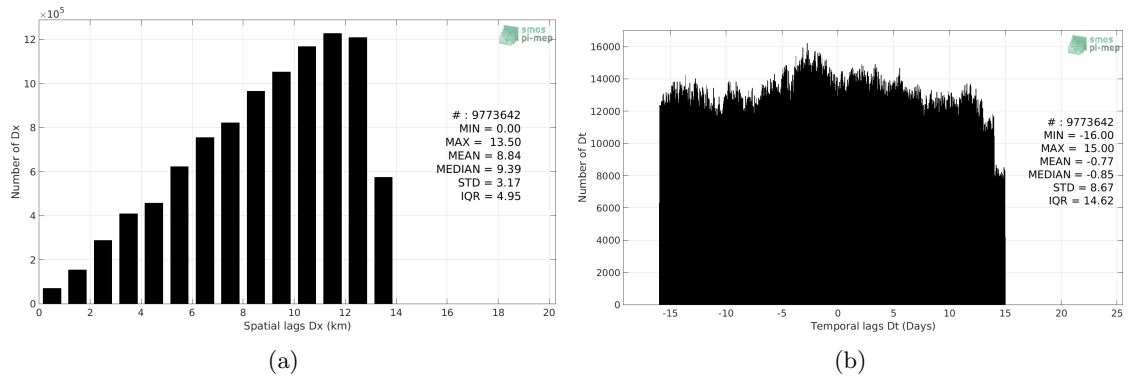 ×10⁵
12
10
8
6
4
2
0
Number of Dx
0 2 4 6 8 10 12 14 16 18 20
Spatial lags Dx (km)
smos
pi-mep
# : 9773642
MIN = 0.00
MAX = 13.50
MEAN = 8.84
MEDIAN = 9.39
STD = 3.17
IQR = 4.95
(a)
16000
14000
12000
10000
8000
6000
4000
2000
0
Number of Dt
-15 -10 -5 0 5 10 15 20 25
Temporal lags Dt (Days)
smos
pi-mep
# : 9773642
MIN = -16.00
MAX = 15.00
MEAN = -0.77
MEDIAN = -0.85
STD = 8.67
IQR = 14.62
(b)